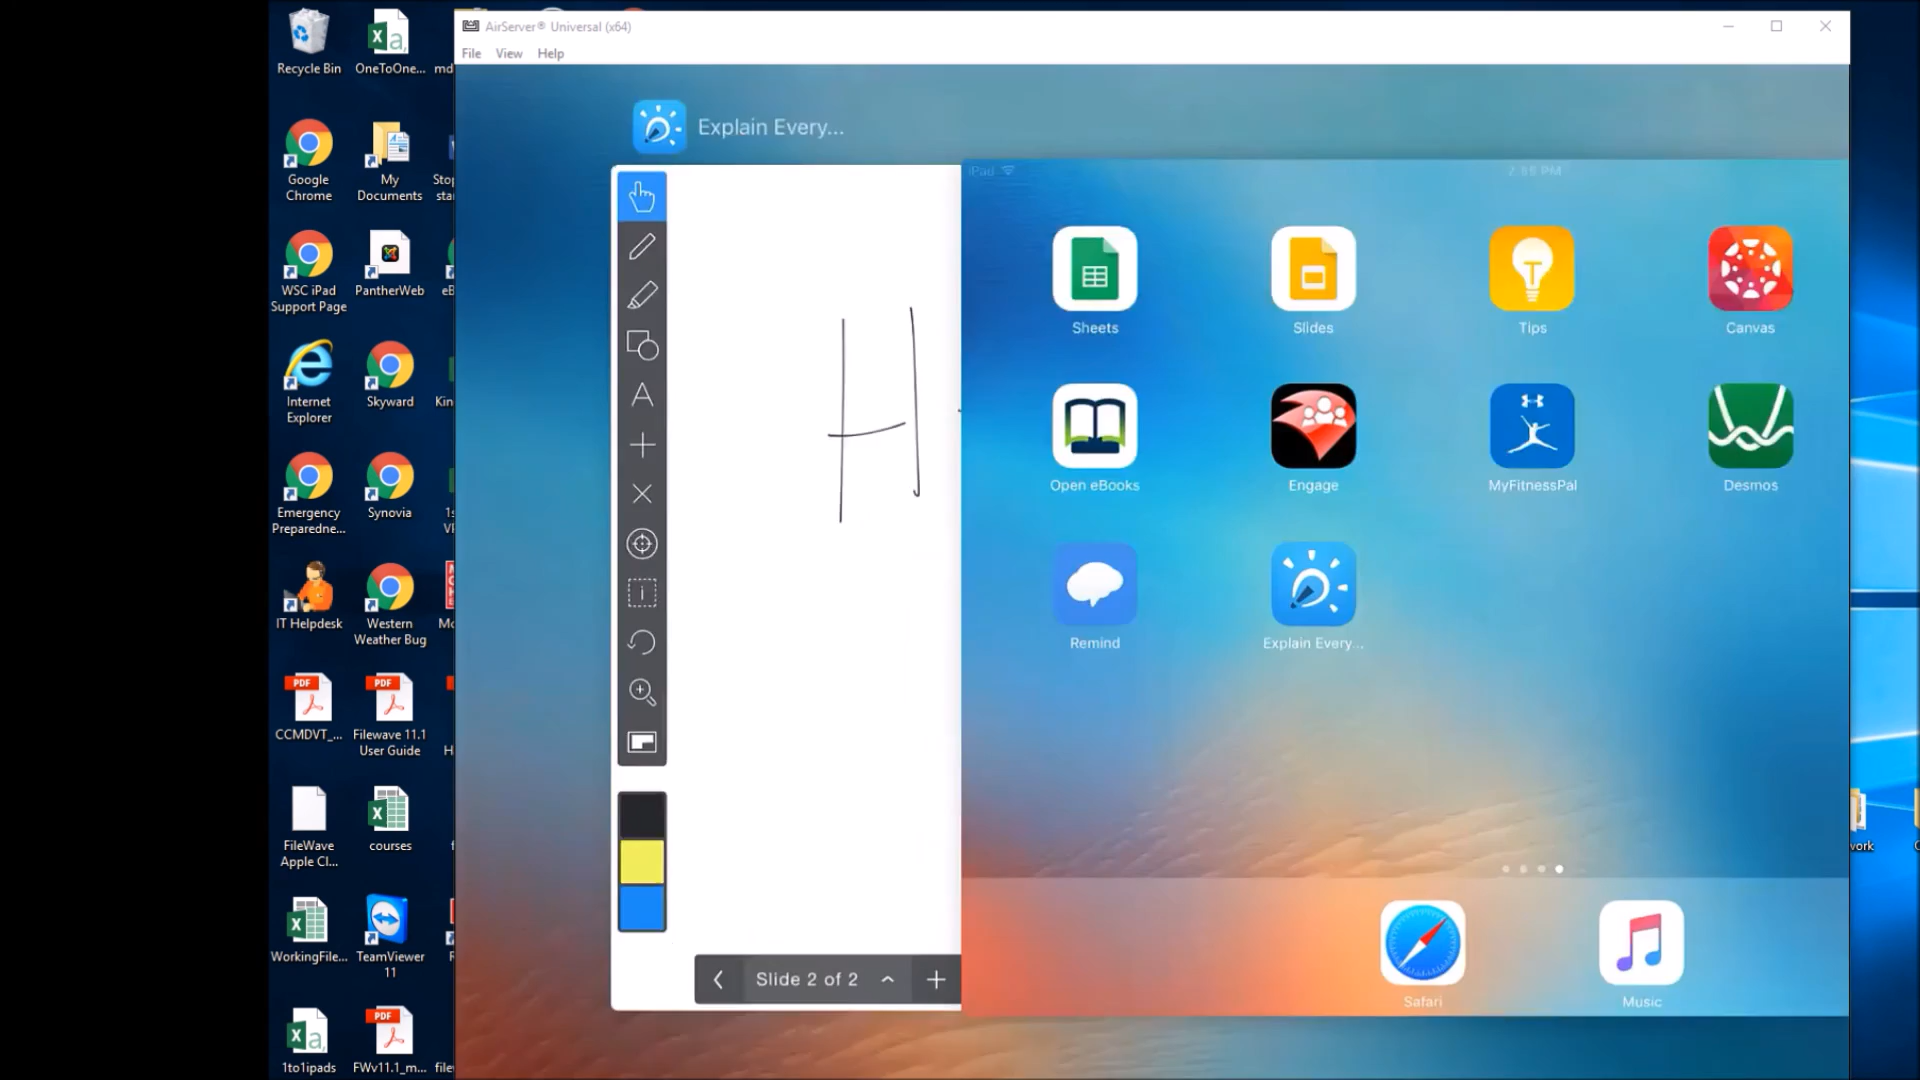 AirServer® Universal (x64)
File View Help
Recycle Bin
OneToOne...
Google
Chrome
My
Documents
WSC iPad
Support Page
PantherWeb
Internet
Explorer
Skyward
Emergency
Preparedne...
Synovia
IT Helpdesk
Western
Weather Bug
CCMDVT_...
Filewave 11.1
User Guide
FileWave
Apple Cl...
courses
WorkingFile...
TeamViewer
11
1to1ipads
FWv11.1_m...
Explain Every...
H
Slide 2 of 2
iPad
Sheets
Slides
Tips
Canvas
Open eBooks
Engage
MyFitnessPal
Desmos
Remind
Explain Every...
Safari
Music